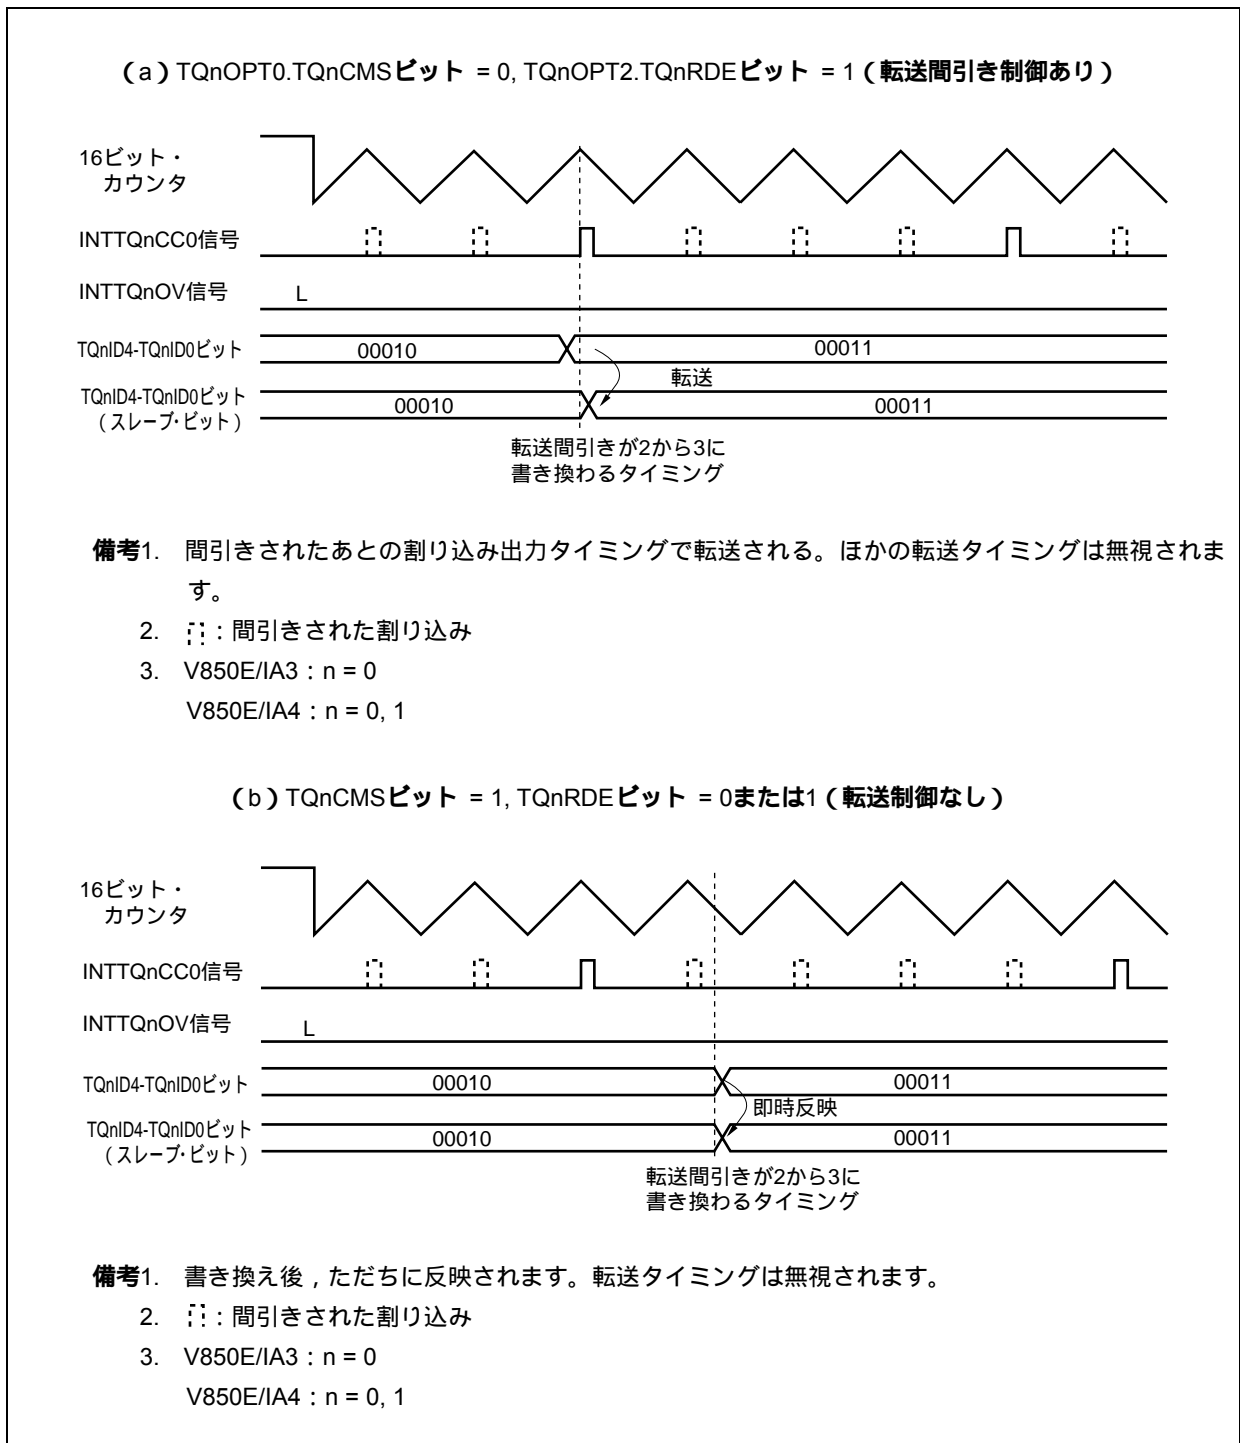 （a）TQnOPT0.TQnCMSビット = 0, TQnOPT2.TQnRDEビット = 1（転送間引き制御あり）
16ビット・
カウンタ
INTTQnCC0信号
INTTQnOV信号
L
TQnID4-TQnID0ビット
00010
00011
転送
TQnID4-TQnID0ビット
（スレーブ・ビット）
00010
00011
転送間引きが2から3に
書き換わるタイミング
備考1. 間引きされたあとの割り込み出力タイミングで転送される。ほかの転送タイミングは無視されま
す。
2. ：間引きされた割り込み
3. V850E/IA3：n = 0
V850E/IA4：n = 0, 1
（b）TQnCMSビット = 1, TQnRDEビット = 0または1（転送制御なし）
16ビット・
カウンタ
INTTQnCC0信号
INTTQnOV信号
L
TQnID4-TQnID0ビット
00010
00011
即時反映
TQnID4-TQnID0ビット
（スレーブ・ビット）
00010
00011
転送間引きが2から3に
書き換わるタイミング
備考1. 書き換え後，ただちに反映されます。転送タイミングは無視されます。
2. ：間引きされた割り込み
3. V850E/IA3：n = 0
V850E/IA4：n = 0, 1